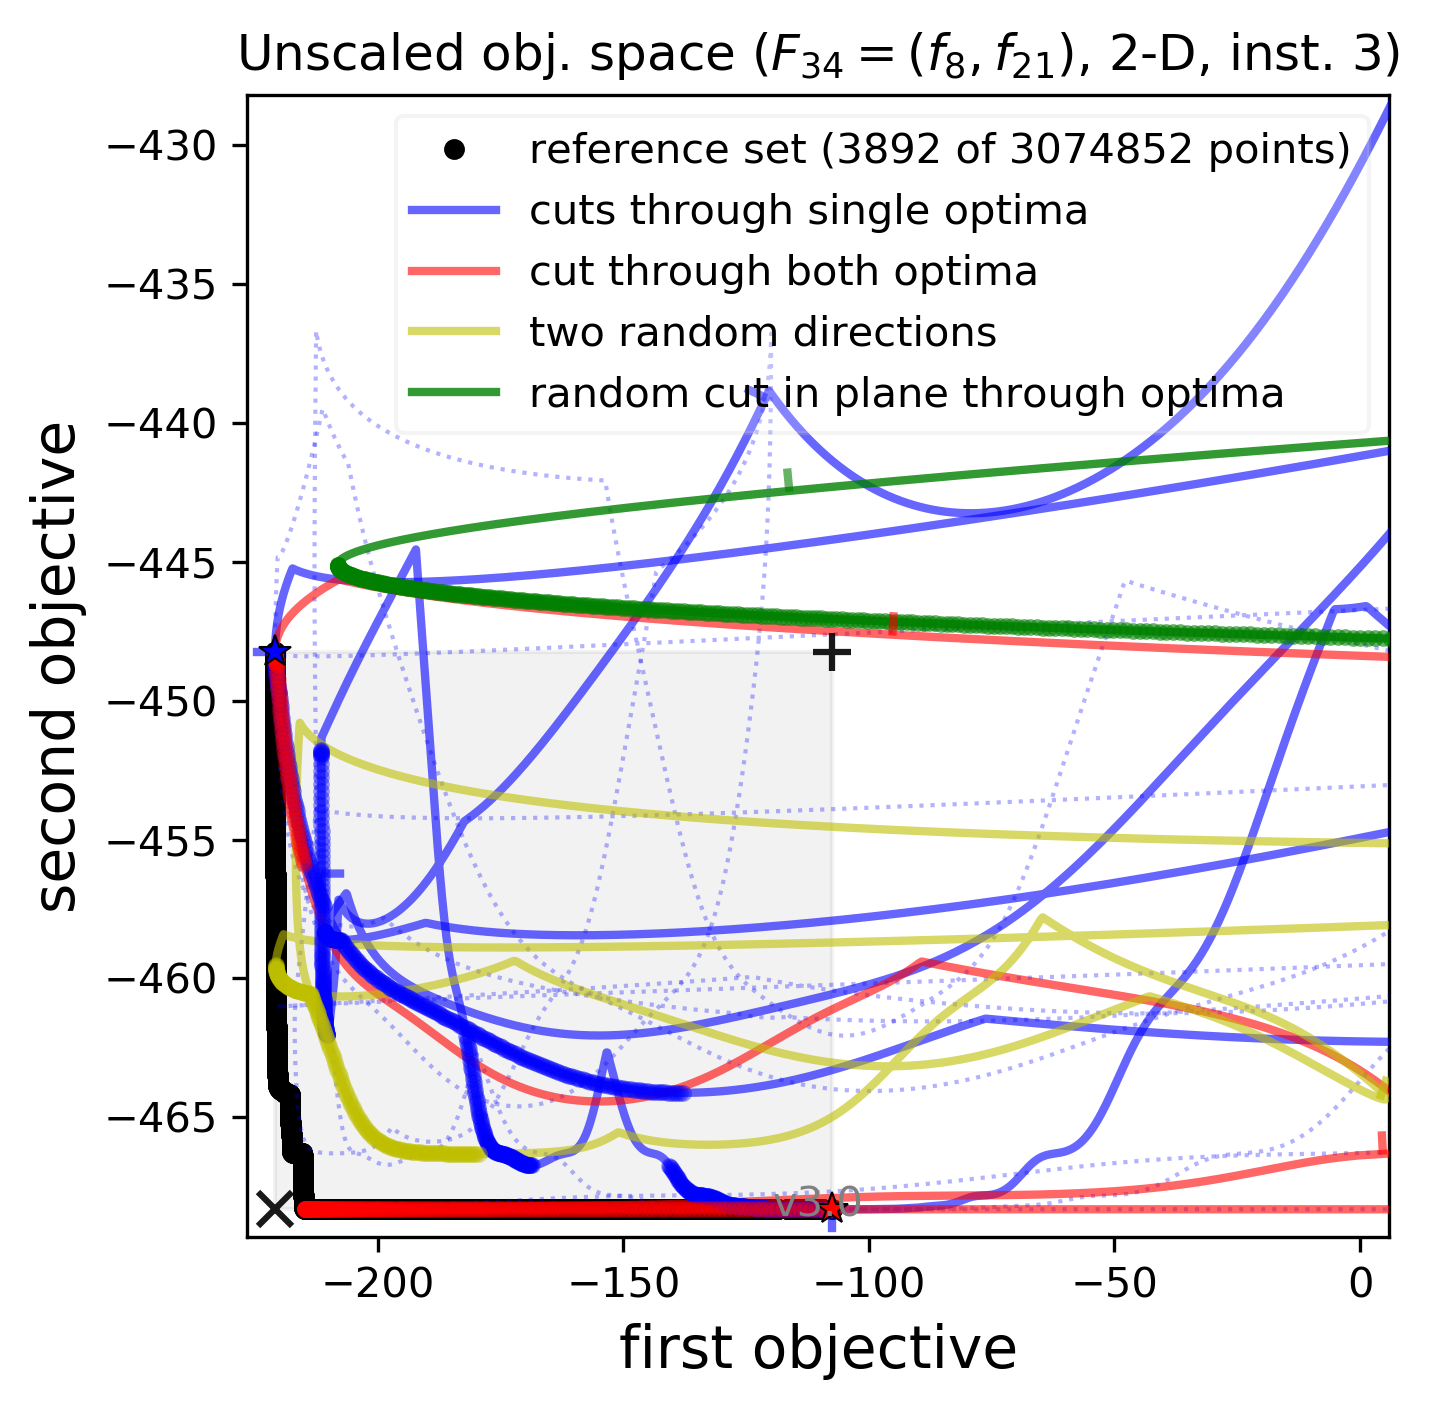 Unscaled obj. space (F₃₄ = (f₈, f₂₁), 2-D, inst. 3)
reference set (3892 of 3074852 points)
cuts through single optima
cut through both optima
two random directions
random cut in plane through optima
second objective
−430
−435
−440
−445
−450
−455
−460
−465
v3.0
−200
−150
−100
−50
0
first objective